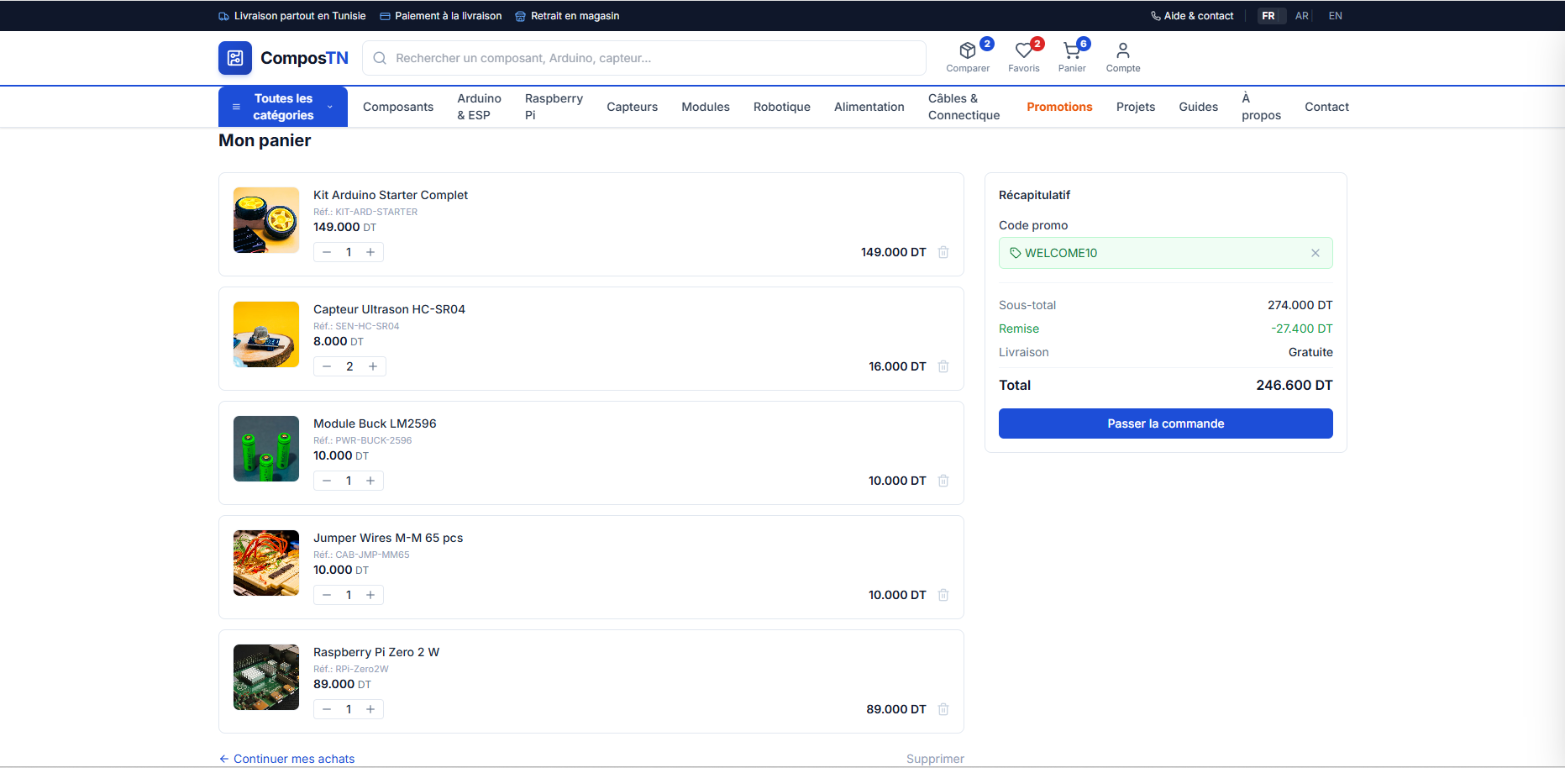 Livraison partout en Tunisie Paiement à la livraison Retrait en magasin Aide & contact FR AR EN
ComposTN Rechercher un composant, Arduino, capteur... 2 2 6
Comparer Favoris Panier Compte
Toutes les catégories Composants Arduino & ESP Raspberry Pi Capteurs Modules Robotique Alimentation Câbles & Connectique Promotions Projets Guides À propos Contact
Mon panier
Kit Arduino Starter Complet
Réf.: KIT-ARD-STARTER
149.000 DT
− 1 + 149.000 DT
Capteur Ultrason HC-SR04
Réf.: SEN-HC-SR04
8.000 DT
− 2 + 16.000 DT
Module Buck LM2596
Réf.: PWR-BUCK-2596
10.000 DT
− 1 + 10.000 DT
Jumper Wires M-M 65 pcs
Réf.: CAB-JMP-MM65
10.000 DT
− 1 + 10.000 DT
Raspberry Pi Zero 2 W
Réf.: RPi-Zero2W
89.000 DT
− 1 + 89.000 DT
← Continuer mes achats Supprimer
Récapitulatif
Code promo
WELCOME10
Sous-total 274.000 DT
Remise -27.400 DT
Livraison Gratuite
Total 246.600 DT
Passer la commande